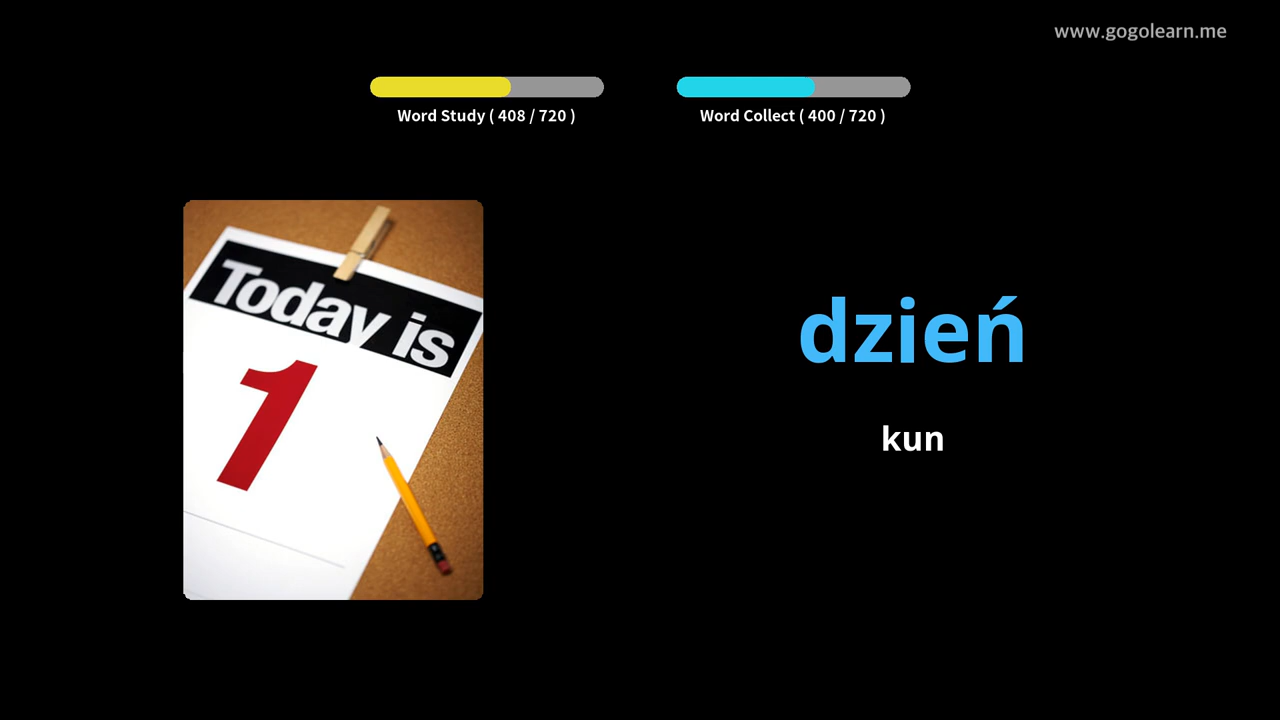 www.gogolearn.me
Word Study ( 408 / 720 )
Word Collect ( 400 / 720 )
Today is
1
dzień
kun